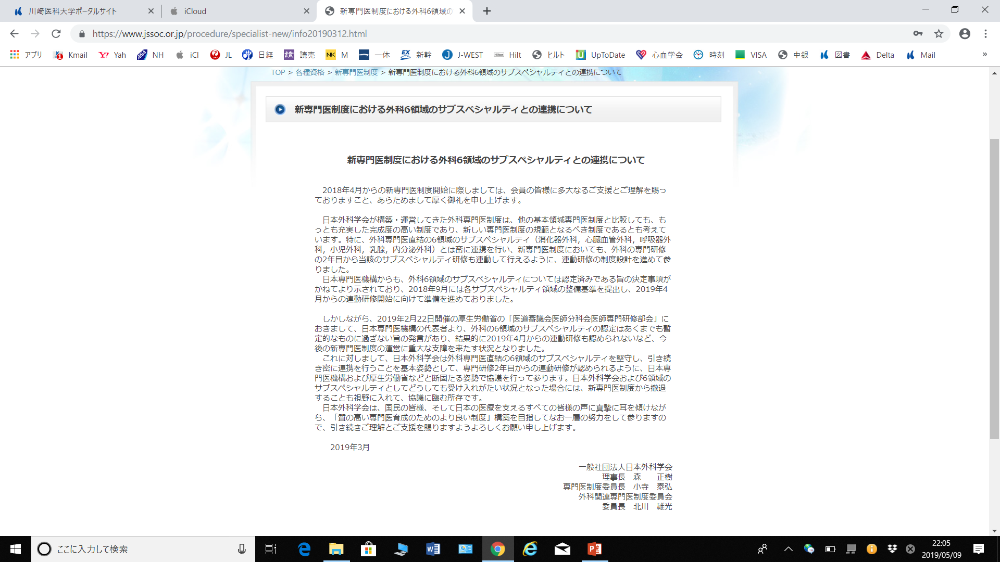 川崎医科大学ポータルサイト
iCloud
新専門医制度における外科6領域の
https://www.jssoc.or.jp/procedure/specialist-new/info20190312.html
アプリ Kmail Yah NH iCl JL 日経 読売 M 一休 新幹 J-WEST Hilt ヒルト UpToDate 心血学会 時刻 VISA 中銀 図書 Delta Mail »
TOP > 各種資格 > 新専門医制度 > 新専門医制度における外科6領域のサブスペシャルティとの連携について
新専門医制度における外科6領域のサブスペシャルティとの連携について
新専門医制度における外科6領域のサブスペシャルティとの連携について
2018年4月からの新専門医制度開始に際しましては、会員の皆様に多大なるご支援とご理解を賜っ
ておりますこと、あらためまして厚く御礼を申し上げます。
日本外科学会が構築・運営してきた外科専門医制度は、他の基本領域専門医制度と比較しても、も
っとも充実した完成度の高い制度であり、新しい専門医制度の規範となるべき制度であるとも考えて
います。特に、外科専門医直結の6領域のサブスペシャルティ（消化器外科，心臓血管外科，呼吸器外
科，小児外科，乳腺，内分泌外科）とは密に連携を行い、新専門医制度においても、外科の専門研修
の2年目から当該のサブスペシャルティ研修も連動して行えるように、連動研修の制度設計を進めて参
りました。
日本専門医機構からも、外科6領域のサブスペシャルティについては認定済みである旨の決定事項が
かねてより示されており、2018年9月には各サブスペシャルティ領域の整備基準を提出し、2019年4
月からの連動研修開始に向けて準備を進めておりました。
しかしながら、2019年2月22日開催の厚生労働省の「医道審議会医師分科会医師専門研修部会」に
おきまして、日本専門医機構の代表者より、外科の6領域のサブスペシャルティの認定はあくまでも暫
定的なものに過ぎない旨の発言があり、結果的に2019年4月からの連動研修も認められないなど、今
後の新専門医制度の運営に重大な支障を来たす状況となりました。
これに対しまして、日本外科学会は外科専門医直結の6領域のサブスペシャルティを堅守し、引き続
き密に連携を行うことを基本姿勢として、専門研修2年目からの連動研修が認められるように、日本専
門医機構および厚生労働省などと断固たる姿勢で協議を行って参ります。日本外科学会および6領域の
サブスペシャルティとしてどうしても受け入れがたい状況となった場合には、新専門医制度から撤退
することも視野に入れて、協議に臨む所存です。
日本外科学会は、国民の皆様、そして日本の医療を支えるすべての皆様の声に真摯に耳を傾けなが
ら、「質の高い専門医育成のためのより良い制度」構築を目指してなお一層の努力をして参りますの
で、引き続きご理解とご支援を賜りますようよろしくお願い申し上げます。
2019年3月
一般社団法人日本外科学会
理事長 森 正樹
専門医制度委員長 小寺 泰弘
外科関連専門医制度委員会
委員長 北川 雄光
ここに入力して検索
22:05
2019/05/09